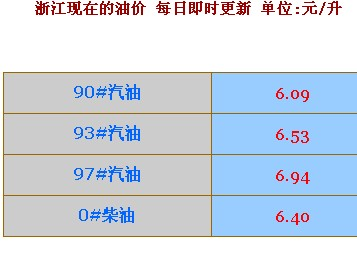 浙江现在的油价 每日即时更新 单位:元/升
90#汽油 6.09
93#汽油 6.53
97#汽油 6.94
0#柴油 6.40